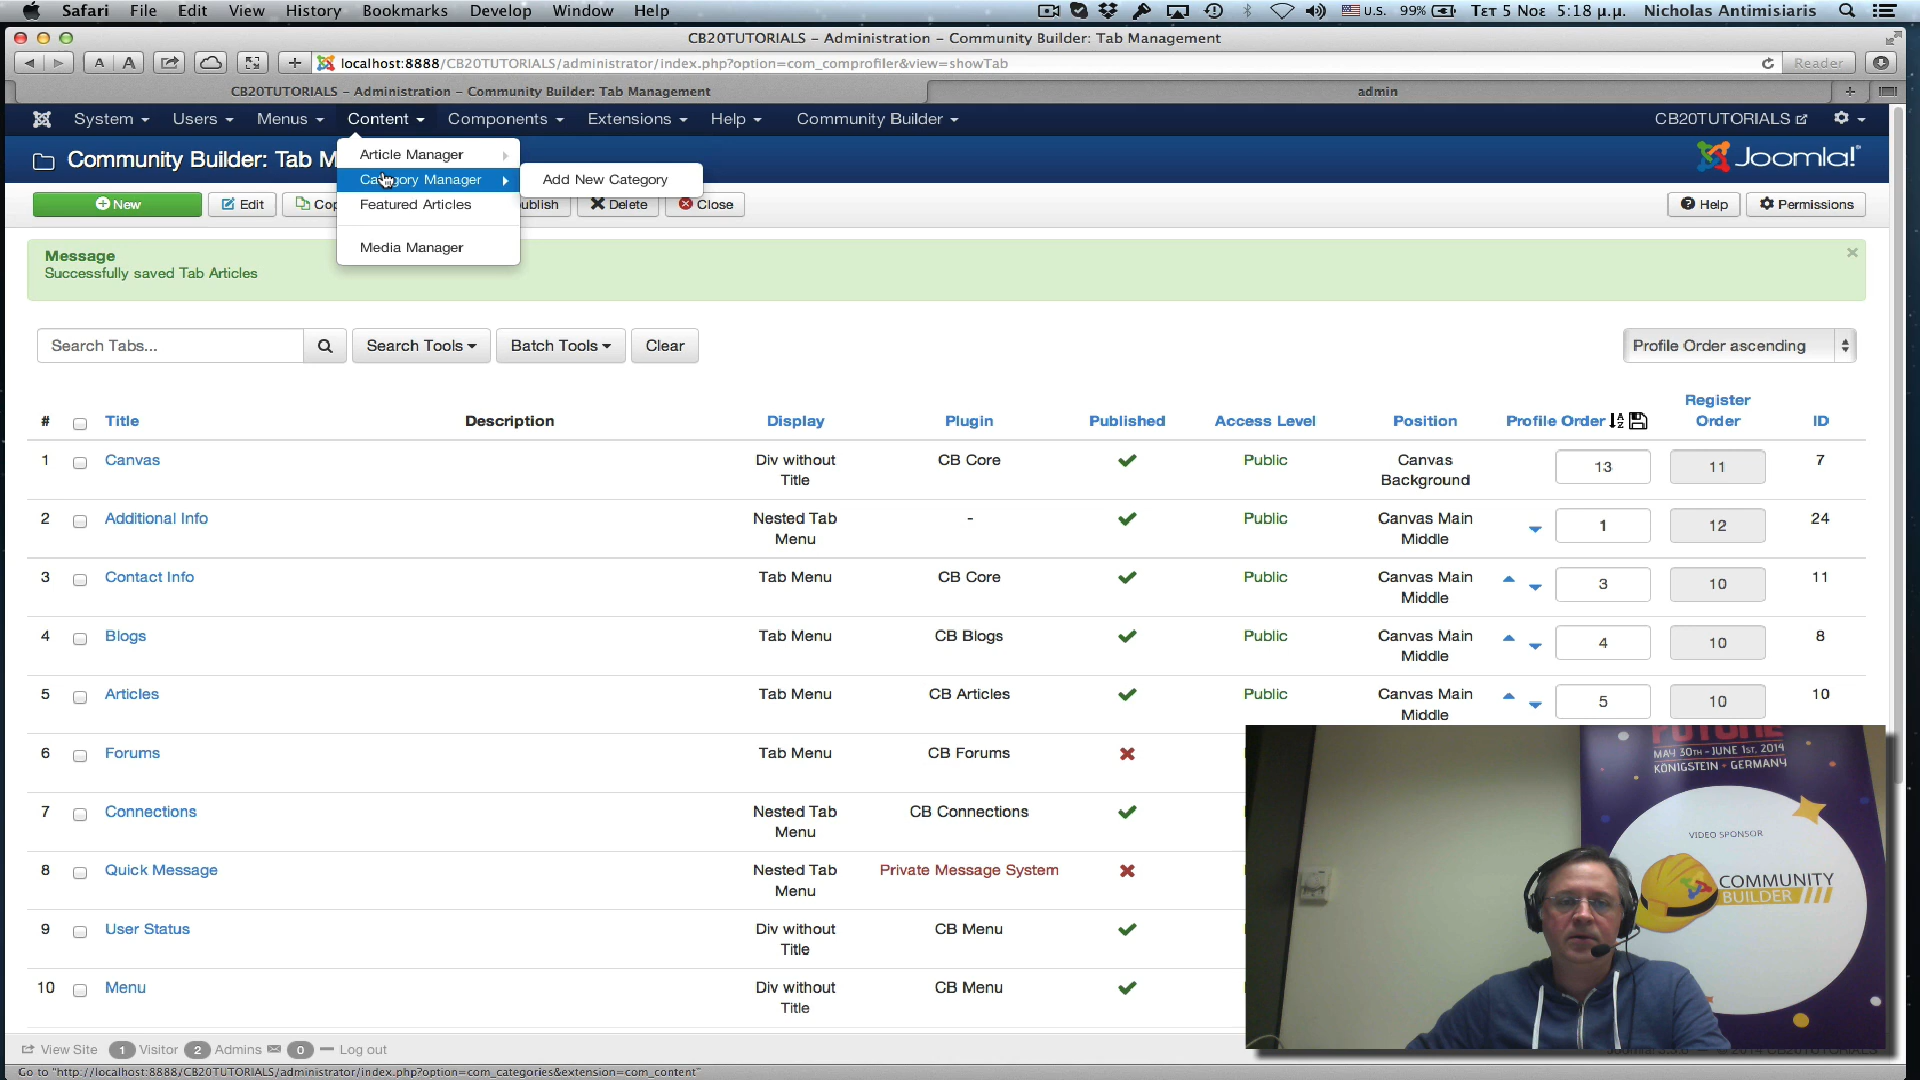 Safari File Edit View History Bookmarks Develop Window Help U.S. 99% Τετ 5 Νοε 5:18 μ.μ. Nicholas Antimisiaris
CB20TUTORIALS – Administration – Community Builder: Tab Management
A A localhost:8888/CB20TUTORIALS/administrator/index.php?option=com_comprofiler&view=showTab Reader
CB20TUTORIALS – Administration – Community Builder: Tab Management admin
System Users Menus Content Components Extensions Help Community Builder CB20TUTORIALS
Community Builder: Tab M Joomla!
Article Manager
Category Manager Add New Category
Featured Articles
Media Manager
New Edit Cop ublish Delete Close Help Permissions
Message
Successfully saved Tab Articles
Search Tabs... Search Tools Batch Tools Clear Profile Order ascending
# Title Description Display Plugin Published Access Level Position Profile Order Register Order ID
1 Canvas Div without Title CB Core Public Canvas Background 13 11 7
2 Additional Info Nested Tab Menu - Public Canvas Main Middle 1 12 24
3 Contact Info Tab Menu CB Core Public Canvas Main Middle 3 10 11
4 Blogs Tab Menu CB Blogs Public Canvas Main Middle 4 10 8
5 Articles Tab Menu CB Articles Public Canvas Main Middle 5 10 10
6 Forums Tab Menu CB Forums
7 Connections Nested Tab Menu CB Connections
8 Quick Message Nested Tab Menu Private Message System
9 User Status Div without Title CB Menu
10 Menu Div without Title CB Menu
FUTURE
MAY 30TH - JUNE 1ST, 2014
KÖNIGSTEIN • GERMANY
VIDEO SPONSOR
COMMUNITY
BUILDER
View Site 1 Visitor 2 Admins 0 Log out
Go to "http://localhost:8888/CB20TUTORIALS/administrator/index.php?option=com_categories&extension=com_content"